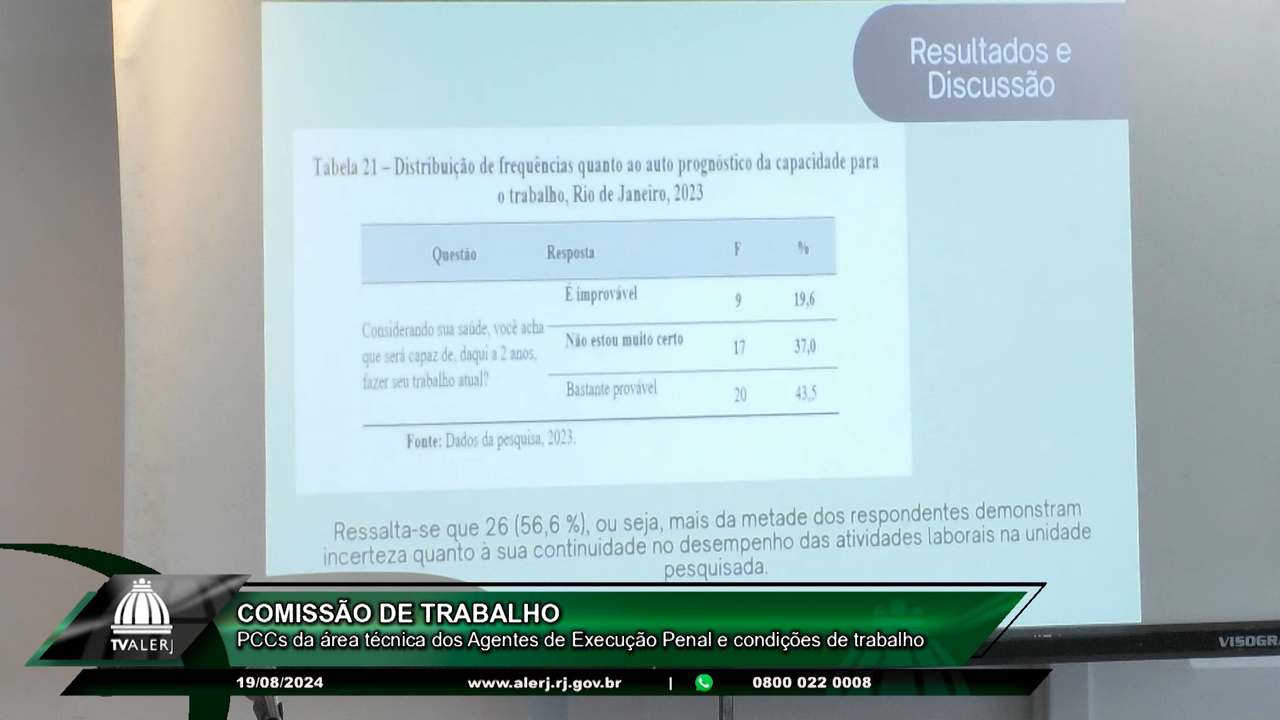 Resultados e
Discussão
Tabela 21 – Distribuição de frequências quanto ao auto prognóstico da capacidade para
o trabalho, Rio de Janeiro, 2023
Questão Resposta F %
É improvável 9 19,6
Considerando sua saúde, você acha
que será capaz de, daqui a 2 anos,
fazer seu trabalho atual?
Não estou muito certo 17 37,0
Bastante provável 20 43,5
Fonte: Dados da pesquisa, 2023.
Ressalta-se que 26 (56,6 %), ou seja, mais da metade dos respondentes demonstram
incerteza quanto à sua continuidade no desempenho das atividades laborais na unidade
pesquisada.
COMISSÃO DE TRABALHO
PCCs da área técnica dos Agentes de Execução Penal e condições de trabalho
TVALERJ
19/08/2024 www.alerj.rj.gov.br | 0800 022 0008